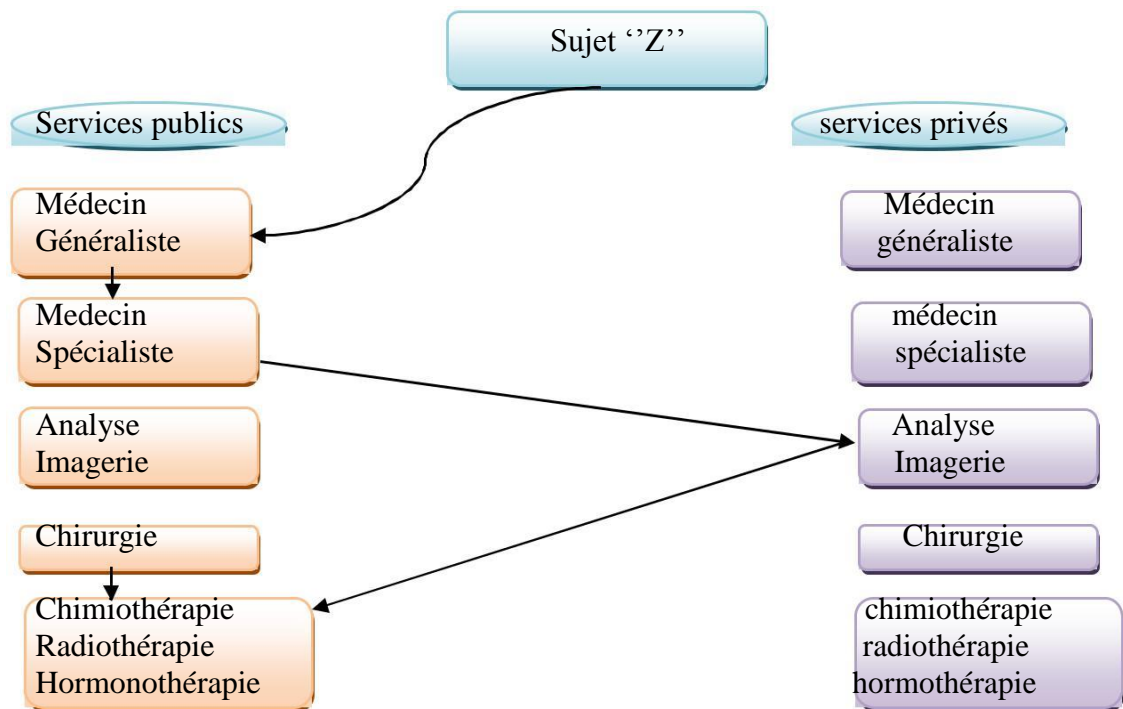 Sujet ‘’Z’’
Services publics
services privés
Médecin
Généraliste
Médecin
généraliste
Medecin
Spécialiste
médecin
spécialiste
Analyse
Imagerie
Analyse
Imagerie
Chirurgie
Chirurgie
Chimiothérapie
Radiothérapie
Hormonothérapie
chimiothérapie
radiothérapie
hormothérapie